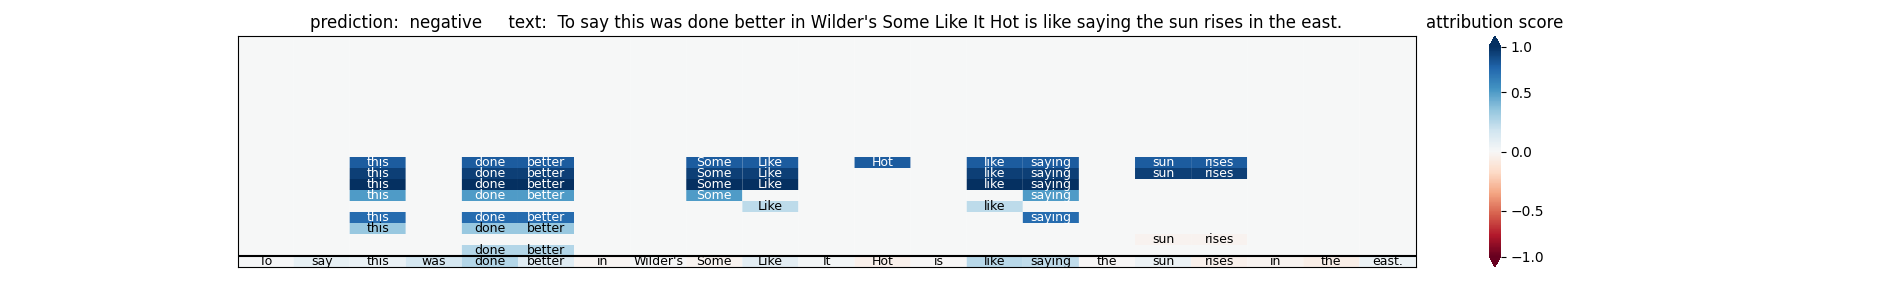 prediction: negative text: To say this was done better in Wilder's Some Like It Hot is like saying the sun rises in the east. attribution score
1.0
0.5
0.0
−0.5
−1.0
this done better Some Like Hot like saying sun rises
this done better Some Like like saying sun rises
this done better Some Like like saying
this done better Some saying
Like like
this done better saying
this done better
sun rises
done better
To say this was done better in Wilder's Some Like It Hot is like saying the sun rises in the east.